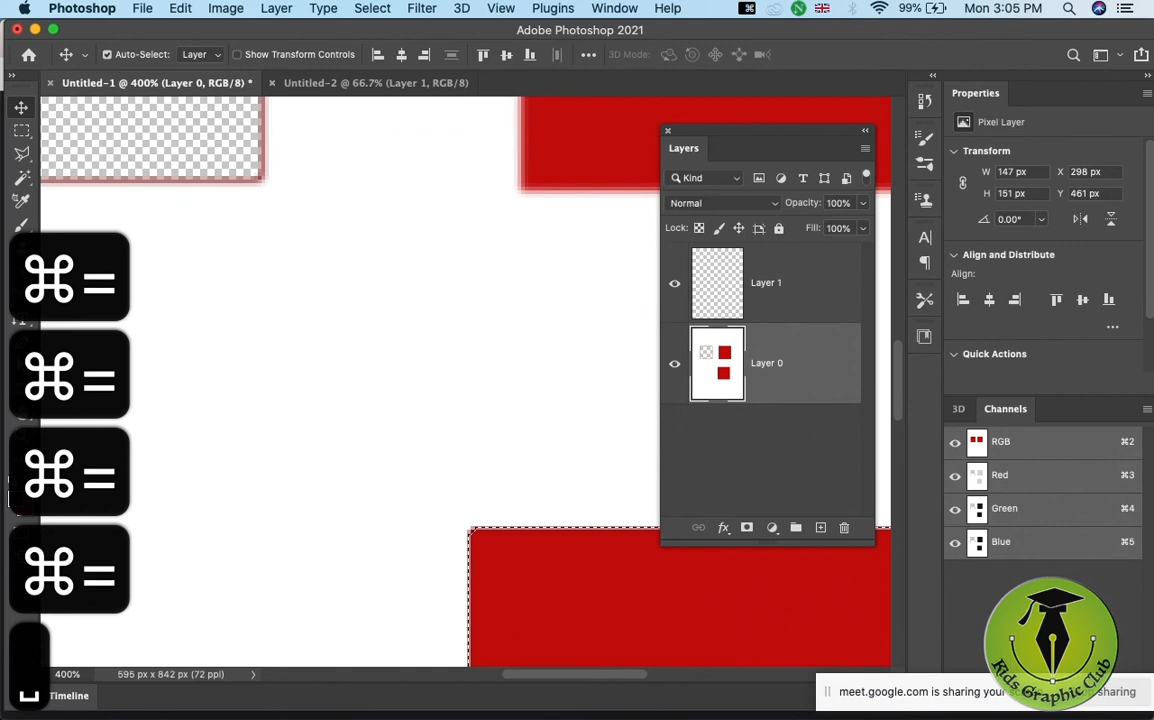 Photoshop File Edit Image Layer Type Select Filter 3D View Plugins Window Help 99% Mon 3:05 PM
Adobe Photoshop 2021
Auto-Select: Layer Show Transform Controls 3D Mode:
Untitled-1 @ 400% (Layer 0, RGB/8) * Untitled-2 @ 66.7% (Layer 1, RGB/8)
Properties
Pixel Layer
Transform
W 147 px X 298 px
H 151 px Y 461 px
0.00°
Align and Distribute
Align:
Quick Actions
Layers
Kind
Normal Opacity: 100%
Lock: Fill: 100%
Layer 1
Layer 0
fx
3D Channels
RGB ⌘2
Red ⌘3
Green ⌘4
Blue ⌘5
⌘=
⌘=
⌘=
⌘=
400% 595 px x 842 px (72 ppi)
Timeline
Kids Graphic Club
meet.google.com is sharing your sharing